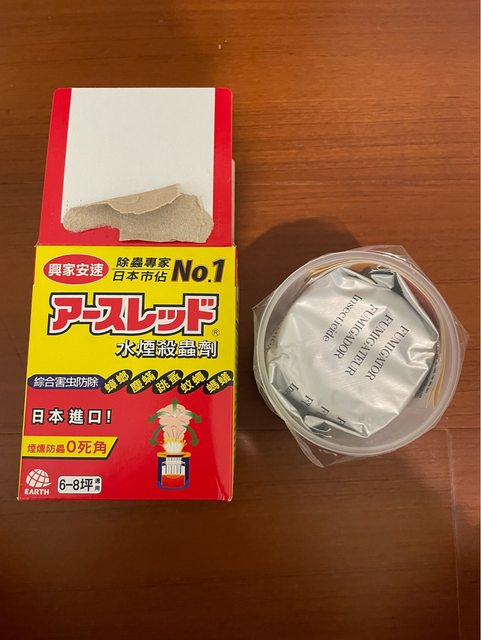 興家安速
除蟲專家
日本市佔
No.1
アースレッド®
水煙殺蟲劑
綜合害虫防除
蟑螂
塵蟎
跳蚤
蚊蠅
螞蟻
日本進口!
煙燻防蟲0死角
EARTH
6-8坪適用
FUMIGATOR
FUMIGATEUR
FUMIGADOR
Insecticide